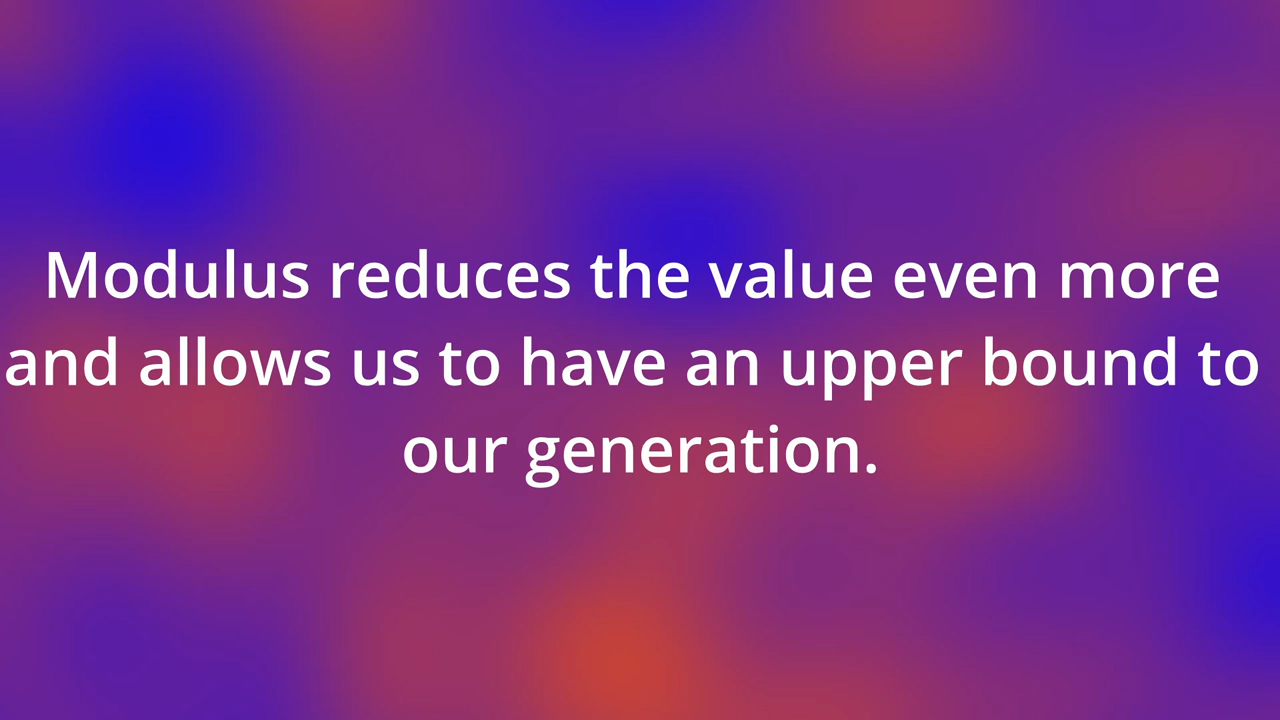 Modulus reduces the value even more
and allows us to have an upper bound to
our generation.